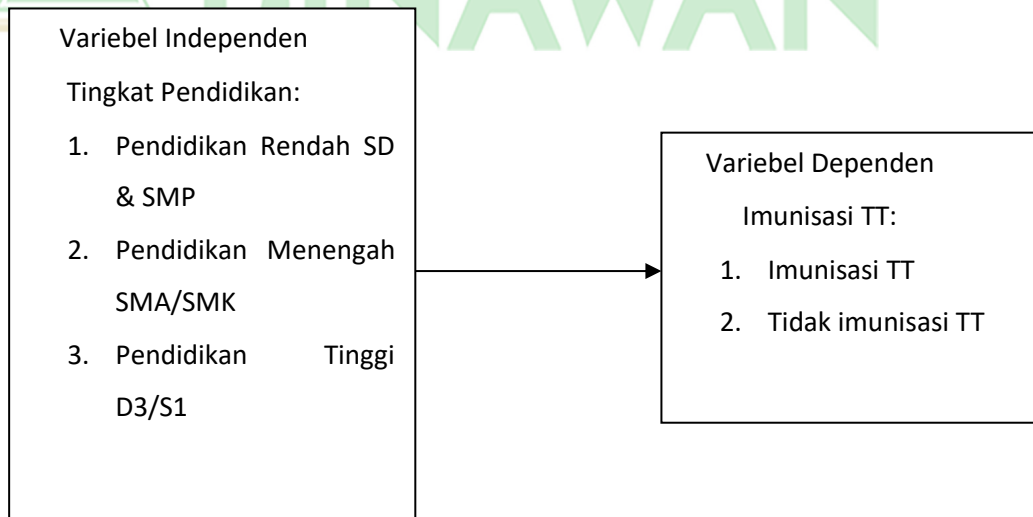 BINAWAN
Variebel Independen
Tingkat Pendidikan:
1. Pendidikan Rendah SD
& SMP
2. Pendidikan Menengah
SMA/SMK
3. Pendidikan Tinggi
D3/S1
Variebel Dependen
Imunisasi TT:
1. Imunisasi TT
2. Tidak imunisasi TT